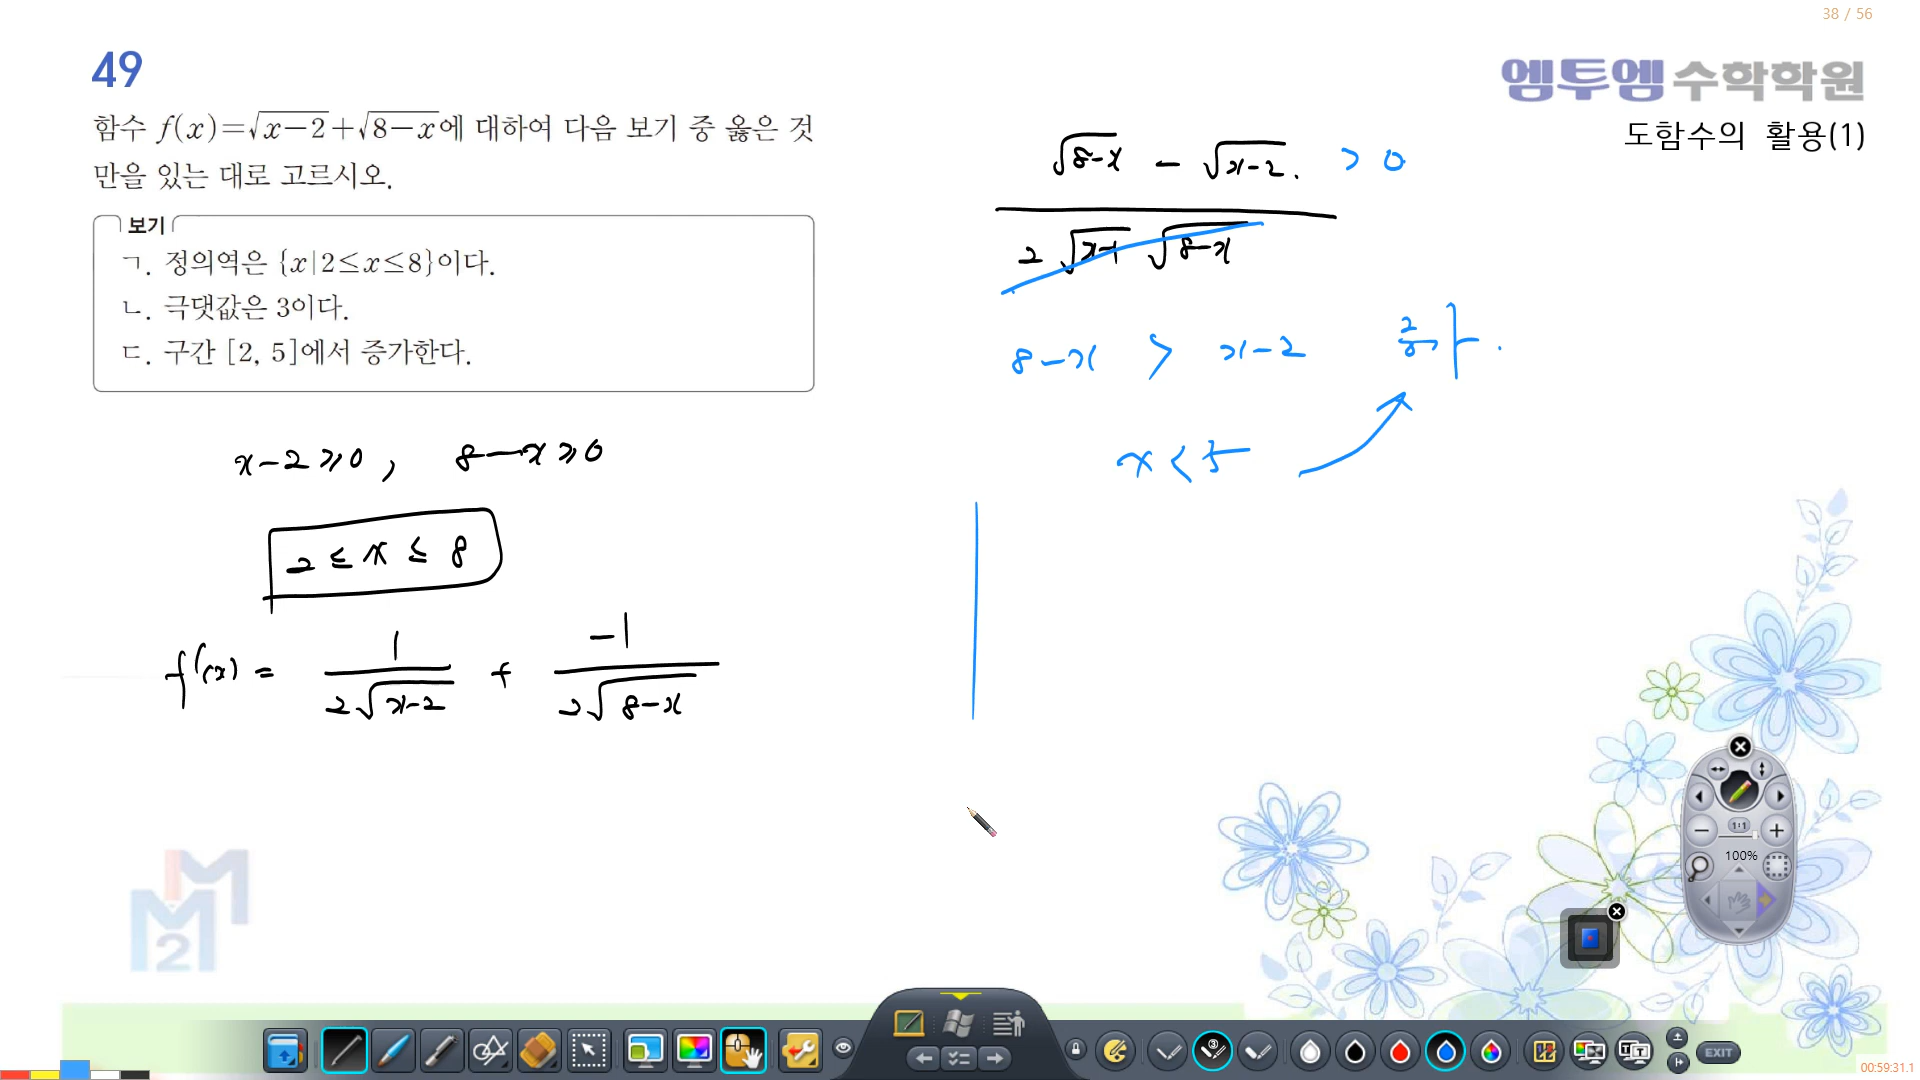 38 / 56
49
엠투엠수학학원
도함수의 활용(1)
함수 f(x)=√x−2+√8−x에 대하여 다음 보기 중 옳은 것
만을 있는 대로 고르시오.
보기
ㄱ. 정의역은 {x|2≤x≤8}이다.
ㄴ. 극댓값은 3이다.
ㄷ. 구간 [2, 5]에서 증가한다.
x−2≥0, 8−x≥0
2 ≤ x ≤ 8
f'(x) = 1/(2√x−2) + −1/(2√8−x)
√8−x − √x−2. > 0
8−x > x−2
x < 5
M
M2
100%
1:1
EXIT
00:59:31.1